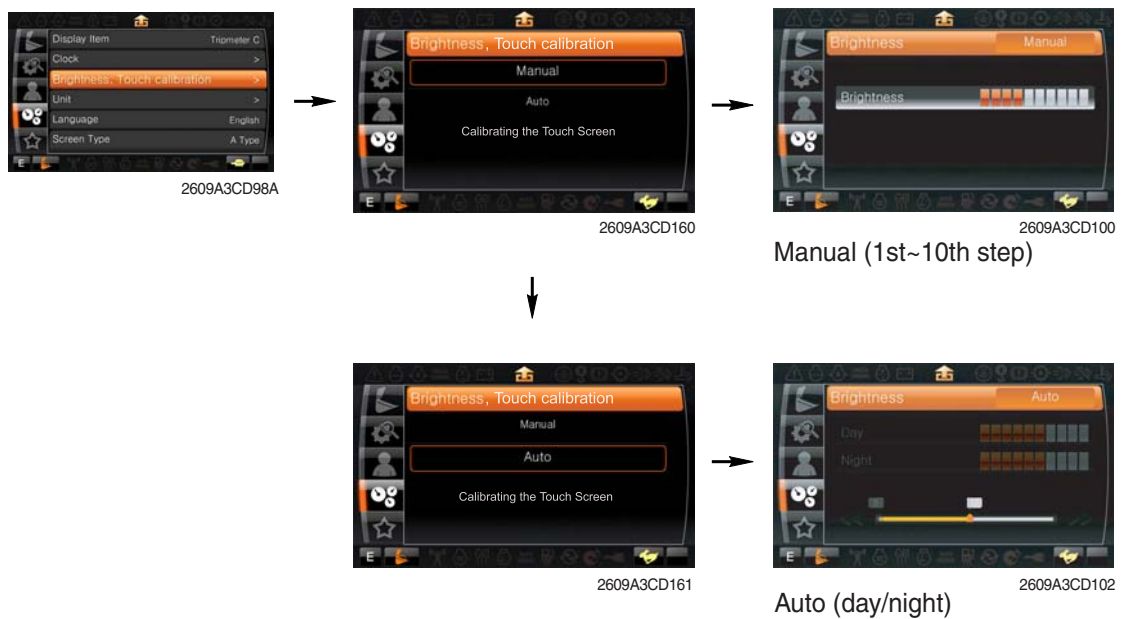 Display Item Tripmeter C
Clock >
Brightness, Touch calibration >
Unit >
Language English
Screen Type A Type
E
2609A3CD98A
Brightness, Touch calibration
Manual
Auto
Calibrating the Touch Screen
E
2609A3CD160
Brightness Manual
Brightness
E
2609A3CD100
Manual (1st~10th step)
Brightness, Touch calibration
Manual
Auto
Calibrating the Touch Screen
E
2609A3CD161
Brightness Auto
Day
Night
E
2609A3CD102
Auto (day/night)